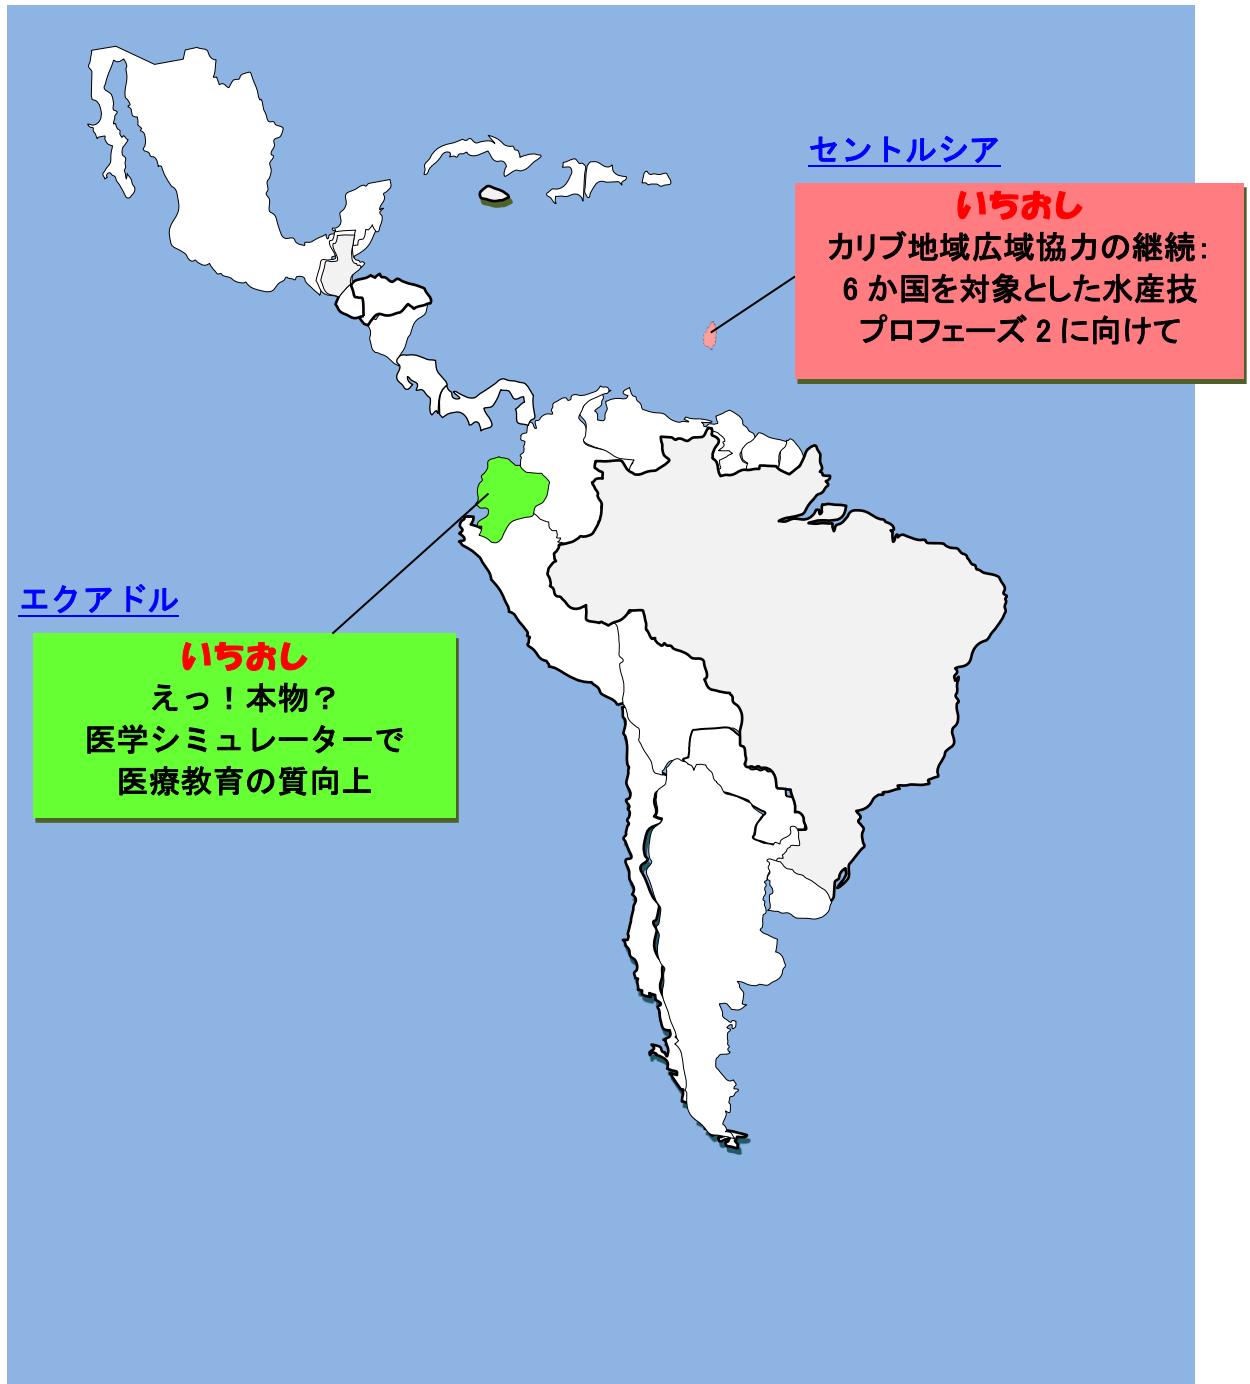 セントルシア
いちおし
カリブ地域広域協力の継続：
6 か国を対象とした水産技
プロフェーズ 2 に向けて
エクアドル
いちおし
えっ！本物？
医学シミュレーターで
医療教育の質向上